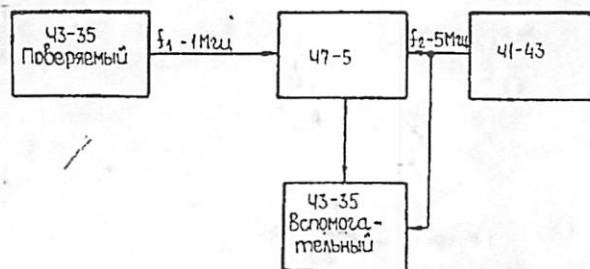 Ч3-35
Поверяемый
f₁-1Мгц
Ч7-5
f₂-5Мгц
Ч1-43
Ч3-35
Вспомога-
тельный